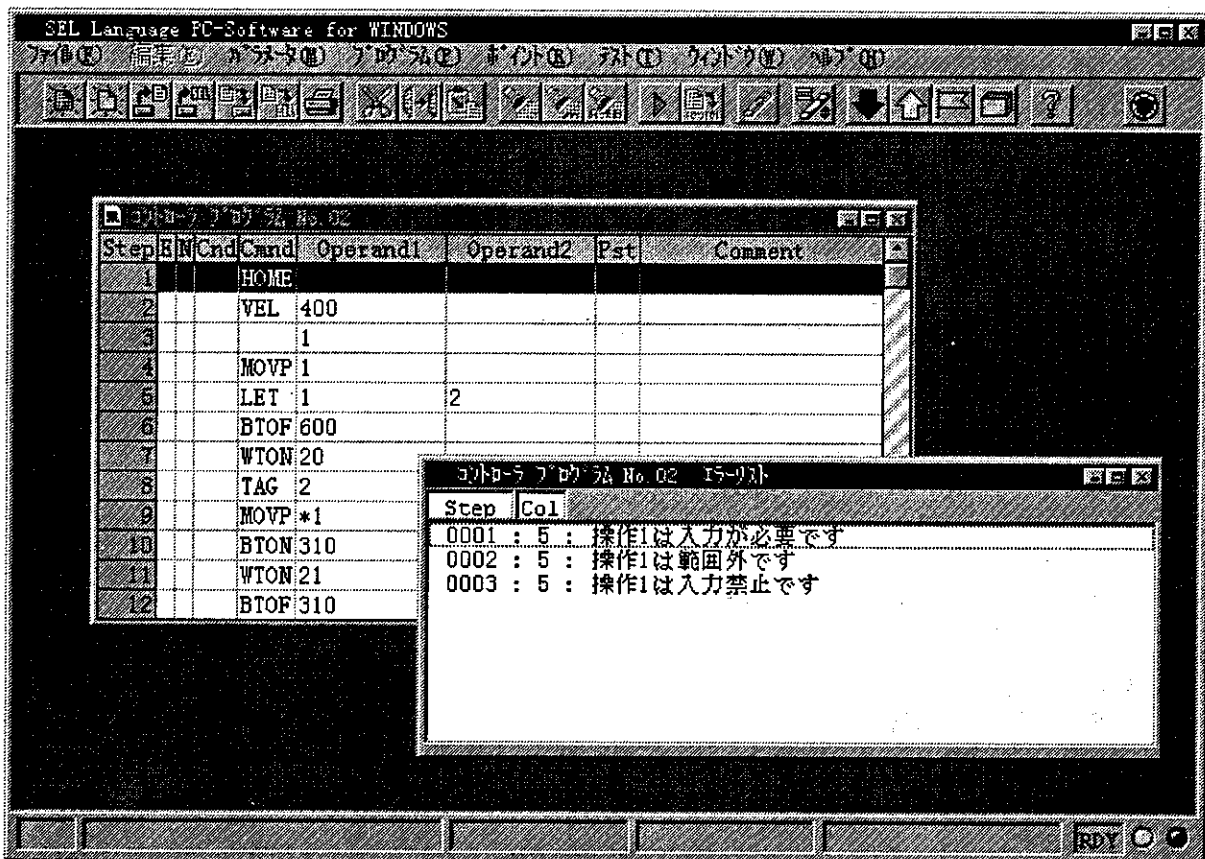 SEL Language PC-Software for WINDOWS
ファイル(F) 編集(E) パラメータ(M) プログラム(P) ポイント(R) テスト(T) ウィンドウ(W) ヘルプ(H)
コントローラ プログラム No.02
Step E N Cnd Cmnd Operand1 Operand2 Pst Comment
1 HOME
2 VEL 400
3 1
4 MOVP 1
5 LET 1 2
6 BTOF 600
7 WTON 20
8 TAG 2
9 MOVP *1
10 BTON 310
11 WTON 21
12 BTOF 310
コントローラ プログラム No.02 エラーリスト
Step Col
0001 : 5 : 操作1は入力が必要です
0002 : 5 : 操作1は範囲外です
0003 : 5 : 操作1は入力禁止です
RDY